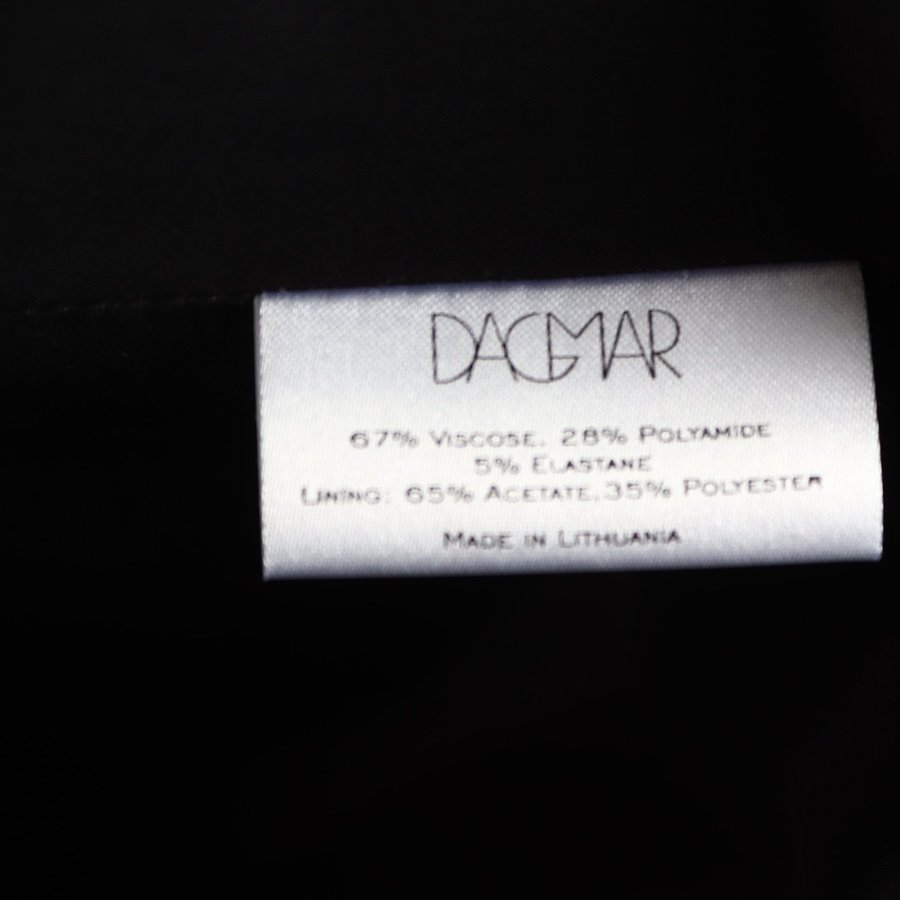 DAGMAR
67% VISCOSE, 28% POLYAMIDE
5% ELASTANE
LINING: 65% ACETATE, 35% POLYESTER
MADE IN LITHUANIA